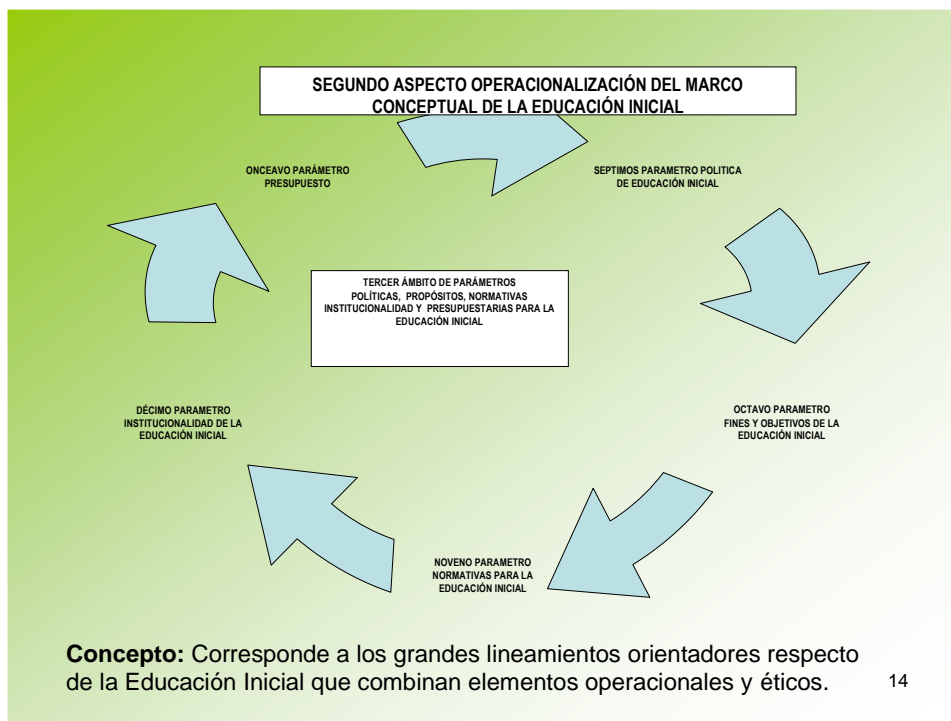 SEGUNDO ASPECTO OPERACIONALIZACIÓN DEL MARCO
CONCEPTUAL DE LA EDUCACIÓN INICIAL
ONCEAVO PARÁMETRO
PRESUPUESTO
SEPTIMOS PARAMETRO POLITICA
DE EDUCACIÓN INICIAL
TERCER ÁMBITO DE PARÁMETROS
POLÍTICAS, PROPÓSITOS, NORMATIVAS
INSTITUCIONALIDAD Y PRESUPUESTARIAS PARA LA
EDUCACIÓN INICIAL
DÉCIMO PARAMETRO
INSTITUCIONALIDAD DE LA
EDUCACIÓN INICIAL
OCTAVO PARAMETRO
FINES Y OBJETIVOS DE LA
EDUCACIÓN INICIAL
NOVENO PARAMETRO
NORMATIVAS PARA LA
EDUCACIÓN INICIAL
Concepto: Corresponde a los grandes lineamientos orientadores respecto
de la Educación Inicial que combinan elementos operacionales y éticos.
14